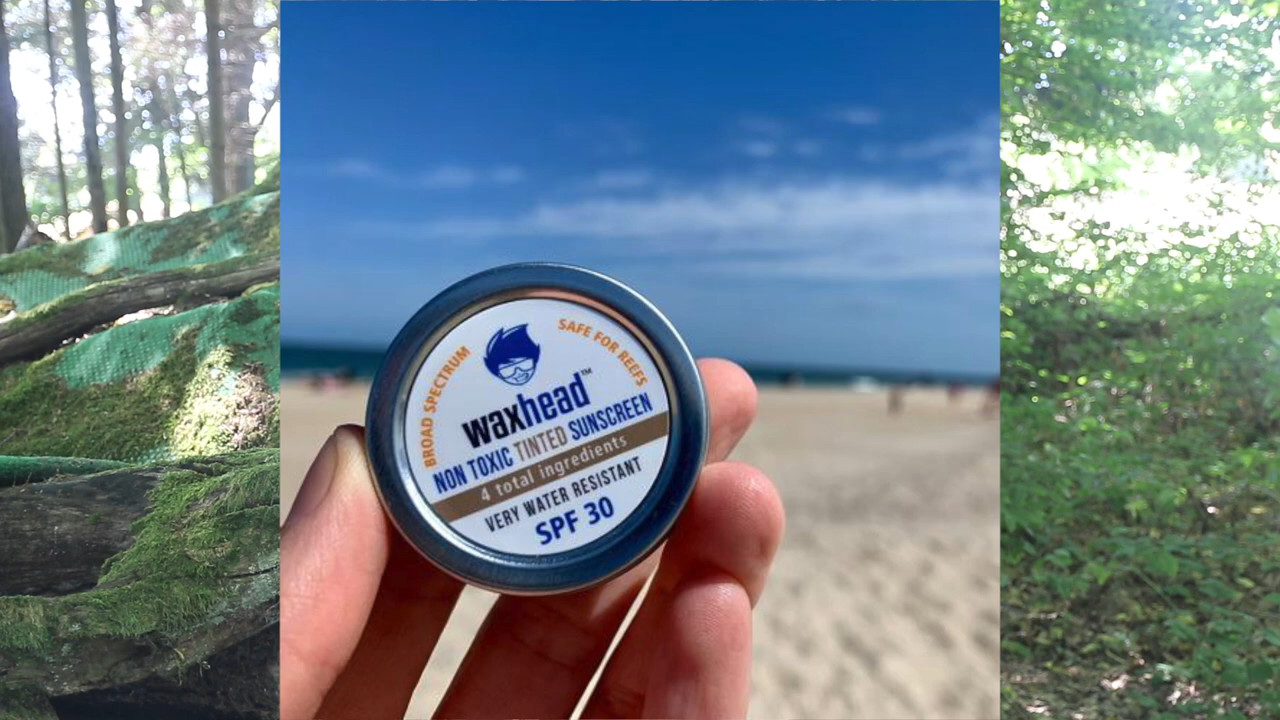 BROAD SPECTRUM
SAFE FOR REEFS
waxhead™
NON TOXIC TINTED SUNSCREEN
4 total ingredients
VERY WATER RESISTANT
SPF 30